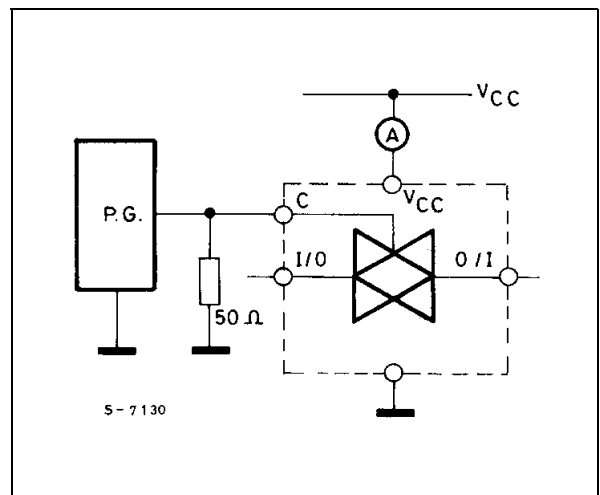 VCC
A
P.G.
C
VCC
I/O
O/I
50 Ω
S-7130